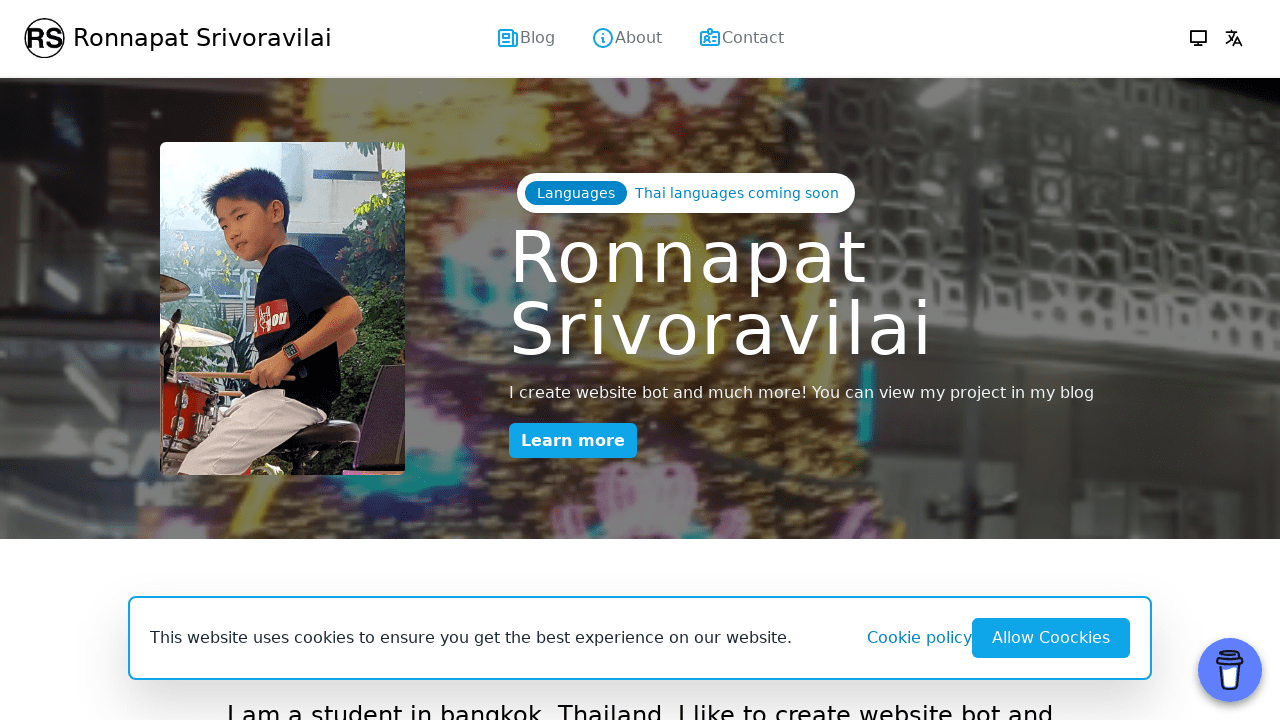 RS Ronnapat Srivoravilai
Blog
About
Contact
Languages Thai languages coming soon
Ronnapat
Srivoravilai
I create website bot and much more! You can view my project in my blog
Learn more
This website uses cookies to ensure you get the best experience on our website.
Cookie policy
Allow Coockies
I am a student in bangkok, Thailand. I like to create website bot and